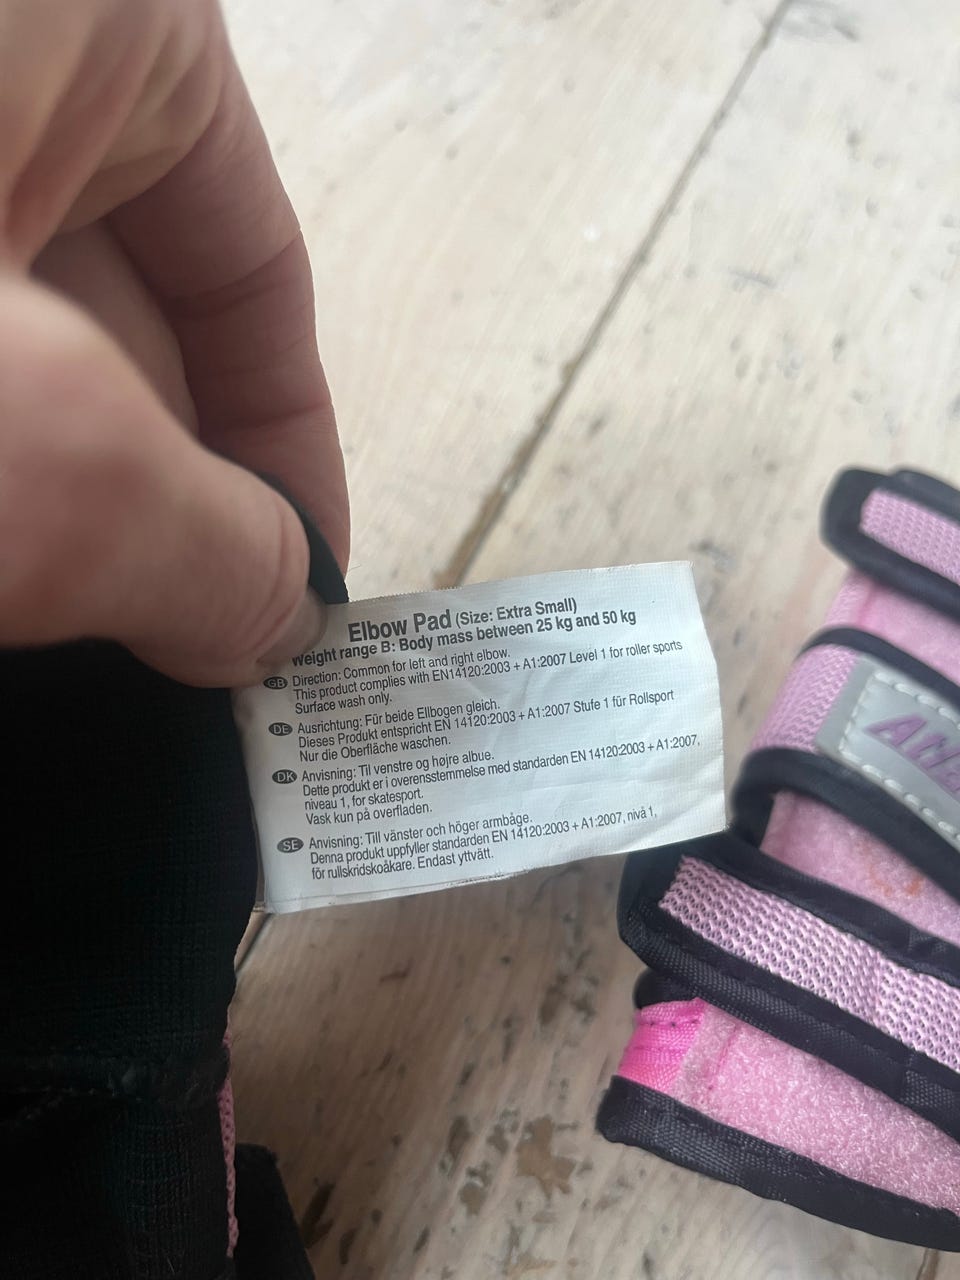 Elbow Pad (Size: Extra Small)
Weight range B: Body mass between 25 kg and 50 kg
GB Direction: Common for left and right elbow.
This product complies with EN14120:2003 + A1:2007 Level 1 for roller sports
Surface wash only.
DE Ausrichtung: Für beide Ellbogen gleich.
Dieses Produkt entspricht EN 14120:2003 + A1:2007 Stufe 1 für Rollsport
Nur die Oberfläche waschen.
DK Anvisning: Til venstre og højre albue.
Dette produkt er i overensstemmelse med standarden EN 14120:2003 + A1:2007,
niveau 1, for skatesport.
Vask kun på overfladen.
SE Anvisning: Till vänster och höger armbåge.
Denna produkt uppfyller standarden EN 14120:2003 + A1:2007, nivå 1,
för rullskridskoåkare. Endast yttvätt.